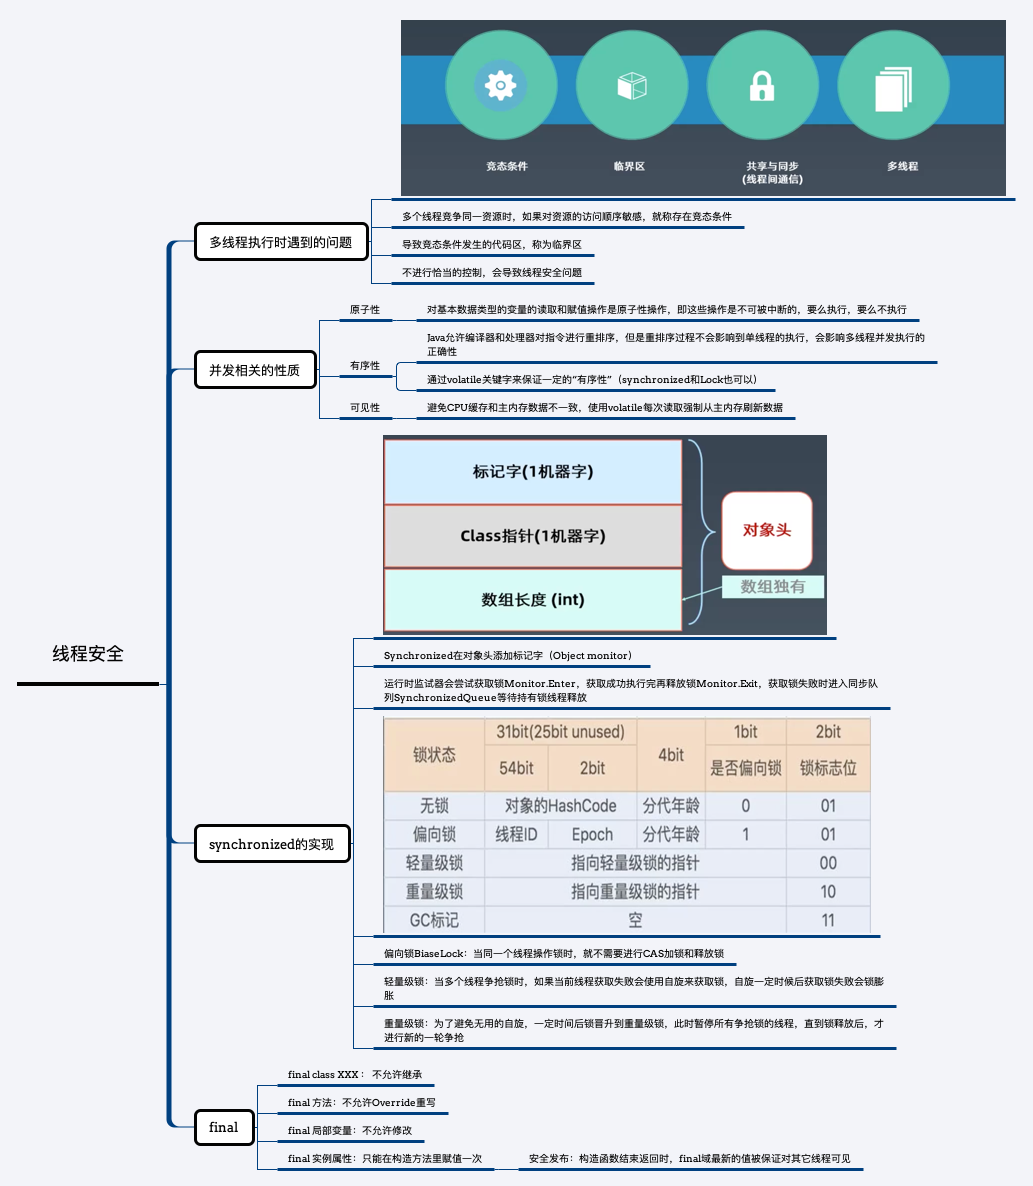 竞态条件
临界区
共享与同步
(线程间通信)
多线程
多线程执行时遇到的问题
多个线程竞争同一资源时，如果对资源的访问顺序敏感，就称存在竞态条件
导致竞态条件发生的代码区，称为临界区
不进行恰当的控制，会导致线程安全问题
并发相关的性质
原子性
对基本数据类型的变量的读取和赋值操作是原子性操作，即这些操作是不可被中断的，要么执行，要么不执行
有序性
Java允许编译器和处理器对指令进行重排序，但是重排序过程不会影响到单线程的执行，会影响多线程并发执行的
正确性
通过volatile关键字来保证一定的“有序性”（synchronized和Lock也可以）
可见性
避免CPU缓存和主内存数据不一致，使用volatile每次读取强制从主内存刷新数据
线程安全
synchronized的实现
标记字(1机器字)
Class指针(1机器字)
数组长度 (int)
对象头
数组独有
Synchronized在对象头添加标记字（Object monitor）
运行时监试器会尝试获取锁Monitor.Enter，获取成功执行完再释放锁Monitor.Exit，获取锁失败时进入同步队
列SynchronizedQueue等待持有锁线程释放
锁状态 31bit(25bit unused) 4bit 1bit 2bit
54bit 2bit 是否偏向锁 锁标志位
无锁 对象的HashCode 分代年龄 0 01
偏向锁 线程ID Epoch 分代年龄 1 01
轻量级锁 指向轻量级锁的指针 00
重量级锁 指向重量级锁的指针 10
GC标记 空 11
偏向锁BiaseLock：当同一个线程操作锁时，就不需要进行CAS加锁和释放锁
轻量级锁：当多个线程争抢锁时，如果当前线程获取失败会使用自旋来获取锁，自旋一定时候后获取锁失败会锁膨
胀
重量级锁：为了避免无用的自旋，一定时间后锁晋升到重量级锁，此时暂停所有争抢锁的线程，直到锁释放后，才
进行新的一轮争抢
final
final class XXX： 不允许继承
final 方法：不允许Override重写
final 局部变量：不允许修改
final 实例属性：只能在构造方法里赋值一次
安全发布：构造函数结束返回时，final域最新的值被保证对其它线程可见